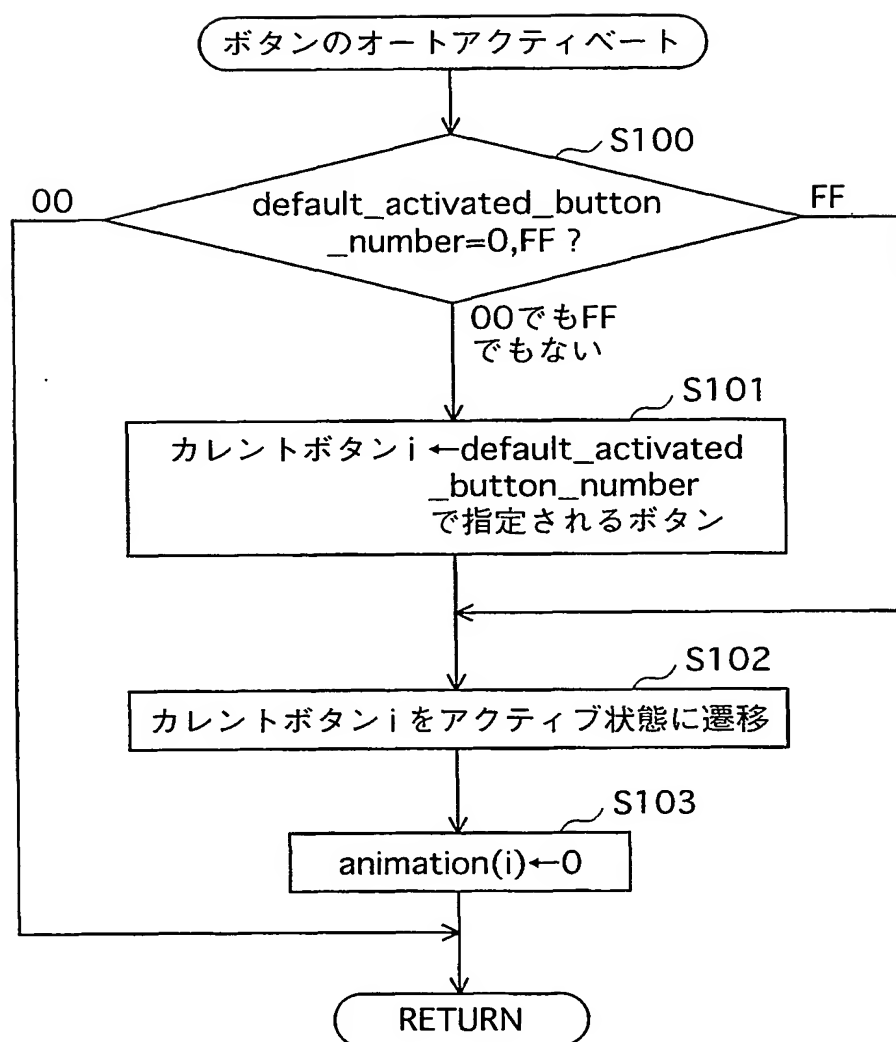 ボタンのオートアクティベート
S100
00
FF
default_activated_button
_number=0,FF ?
00でもFF
でもない
S101
カレントボタンi←default_activated
_button_number
で指定されるボタン
S102
カレントボタンiをアクティブ状態に遷移
S103
animation(i)←0
RETURN